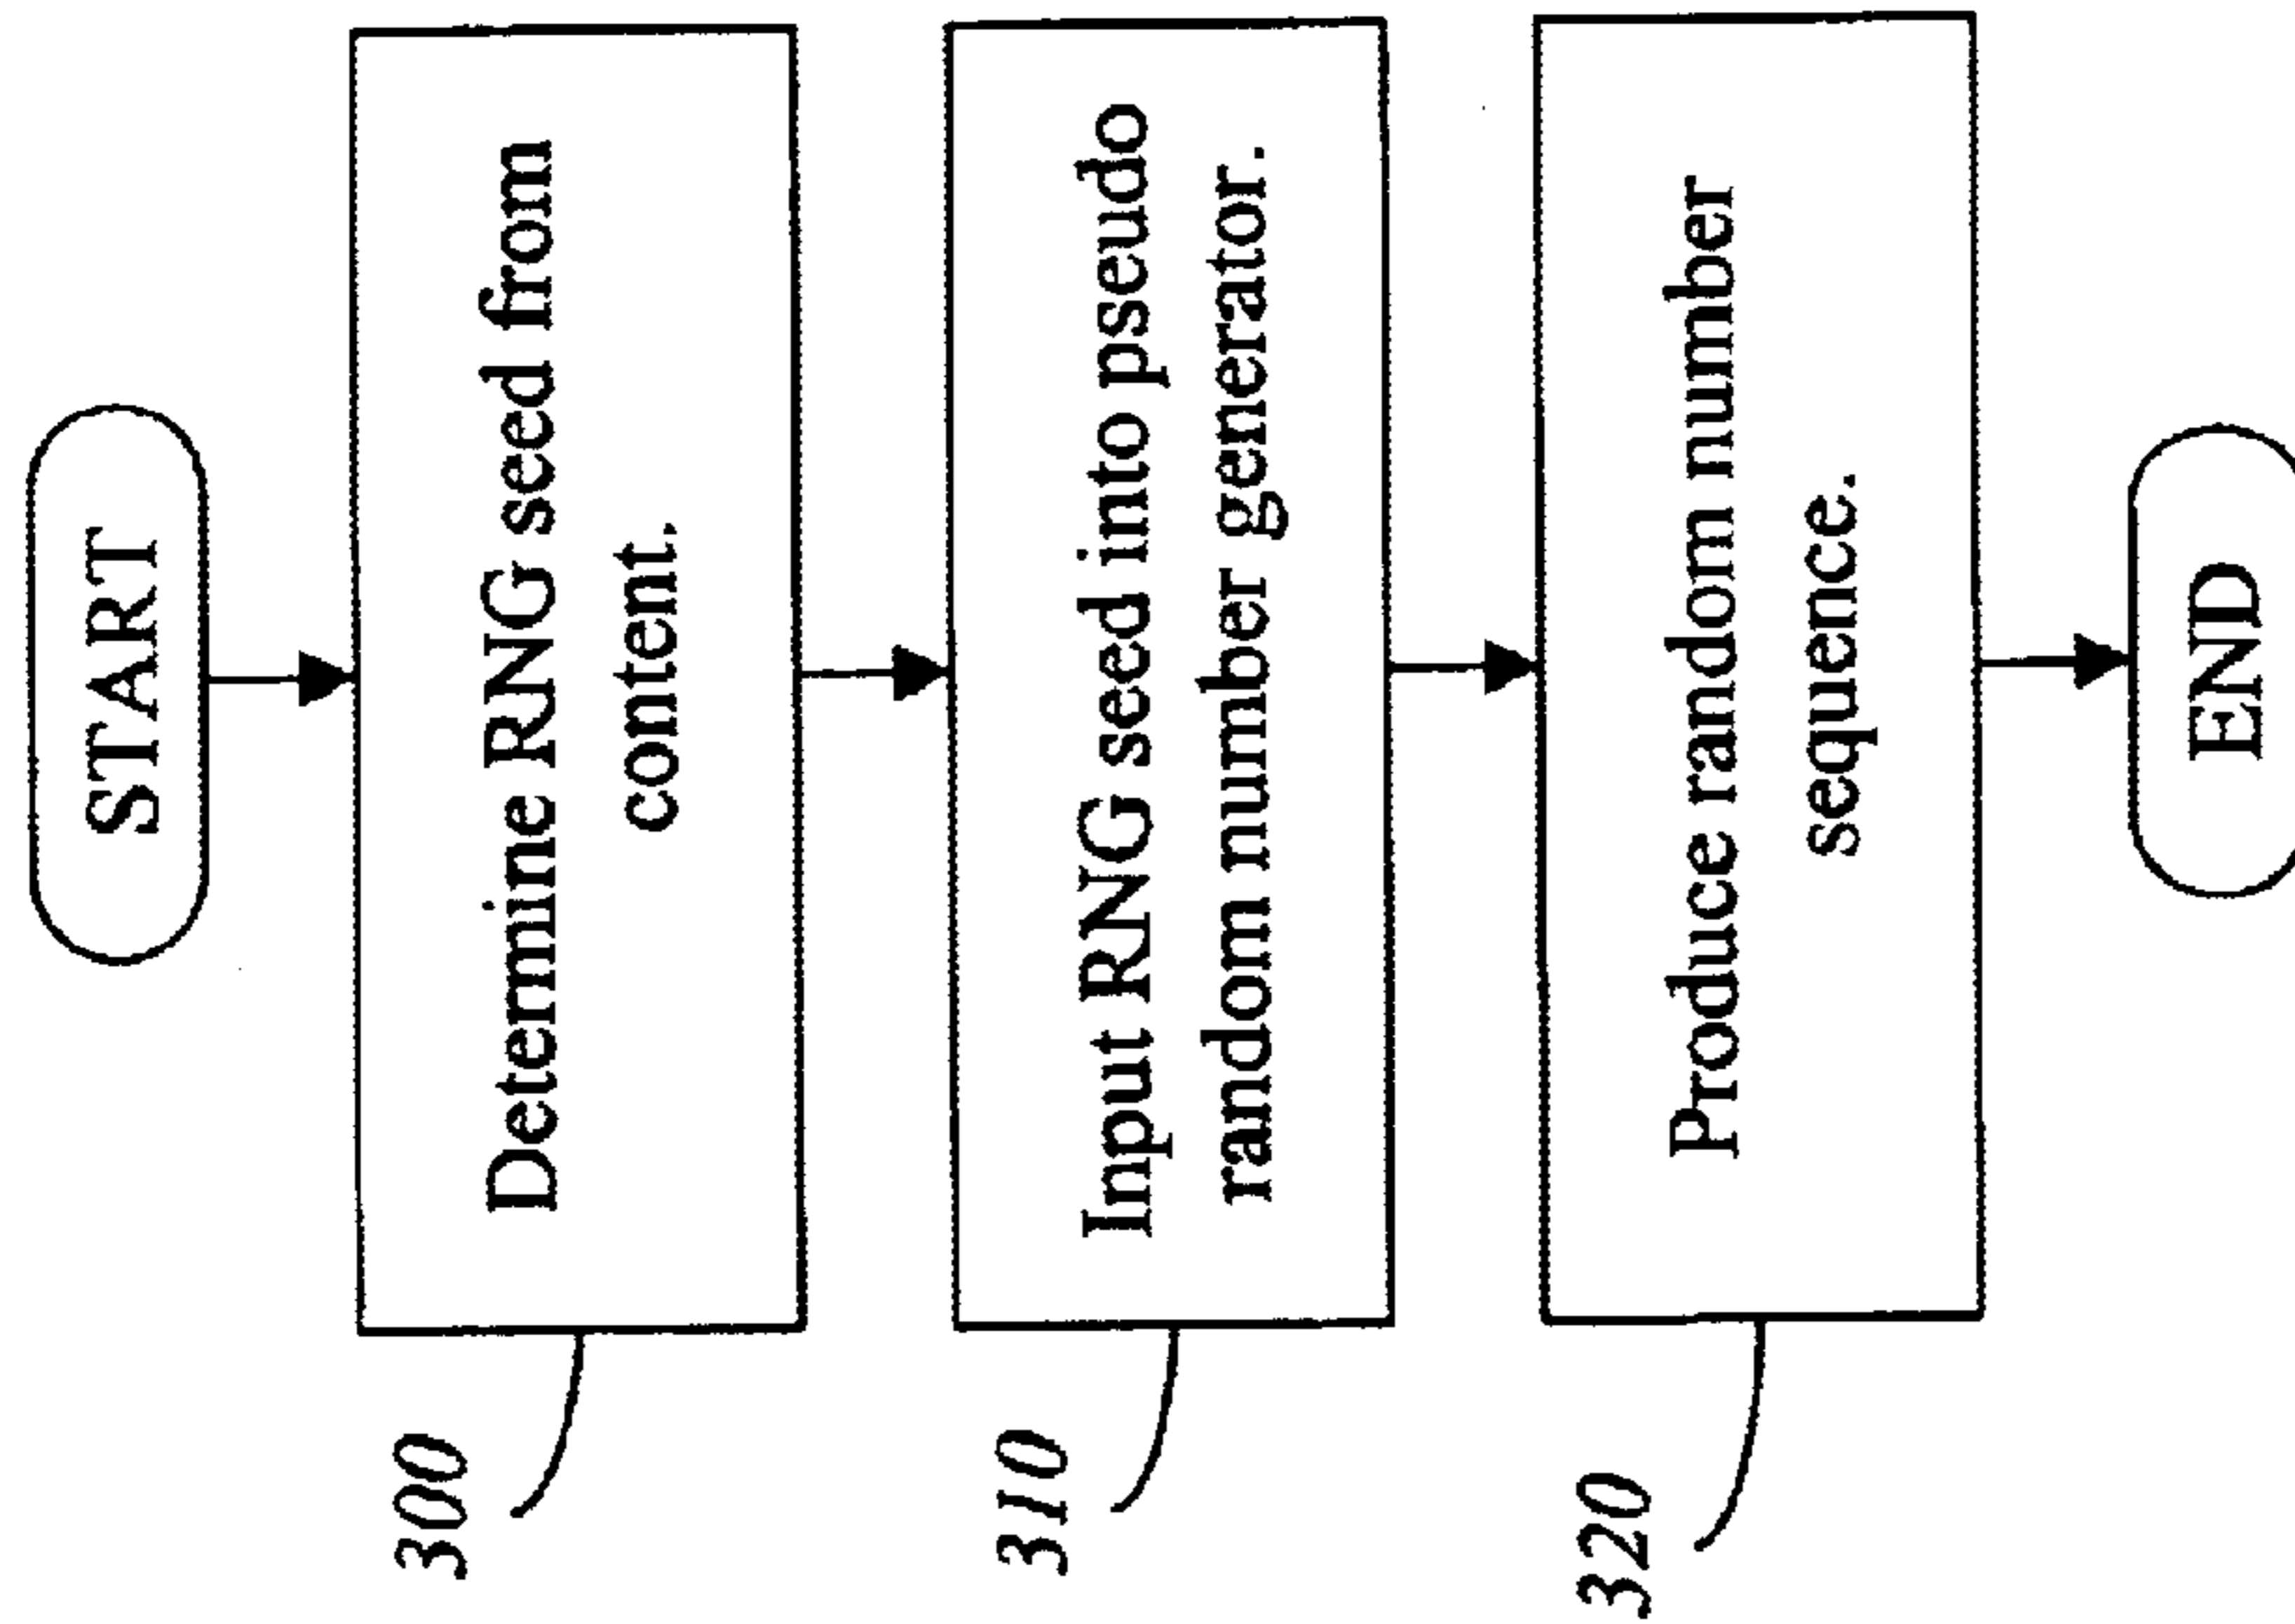 START
300
Determine RNG seed from
content.
310
Input RNG seed into pseudo
random number generator.
320
Produce random number
sequence.
END